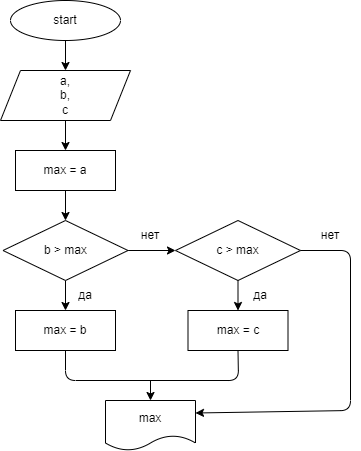 start
a,
b,
c
max = a
b > max
нет
c > max
нет
да
да
max = b
max = c
max